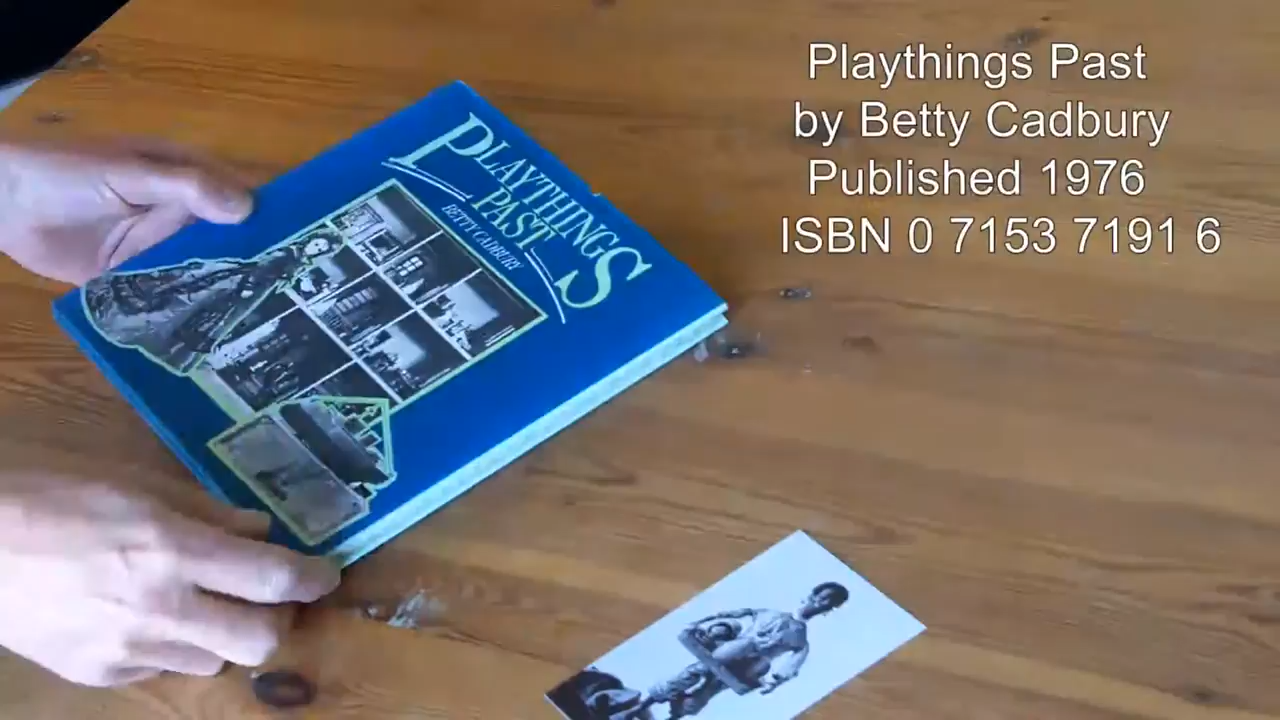 Playthings Past
by Betty Cadbury
Published 1976
ISBN 0 7153 7191 6
PLAYTHINGS
PAST
BETTY CADBURY